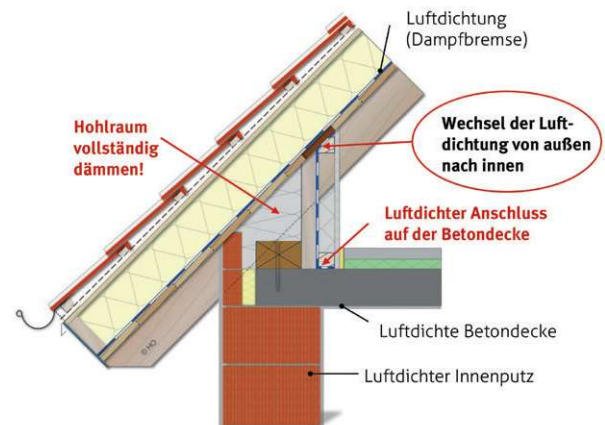 Luftdichtung
(Dampfbremse)
Hohlraum
vollständig
dämmen!
Wechsel der Luft-
dichtung von außen
nach innen
Luftdichter Anschluss
auf der Betondecke
Luftdichte Betondecke
Luftdichter Innenputz
© HO